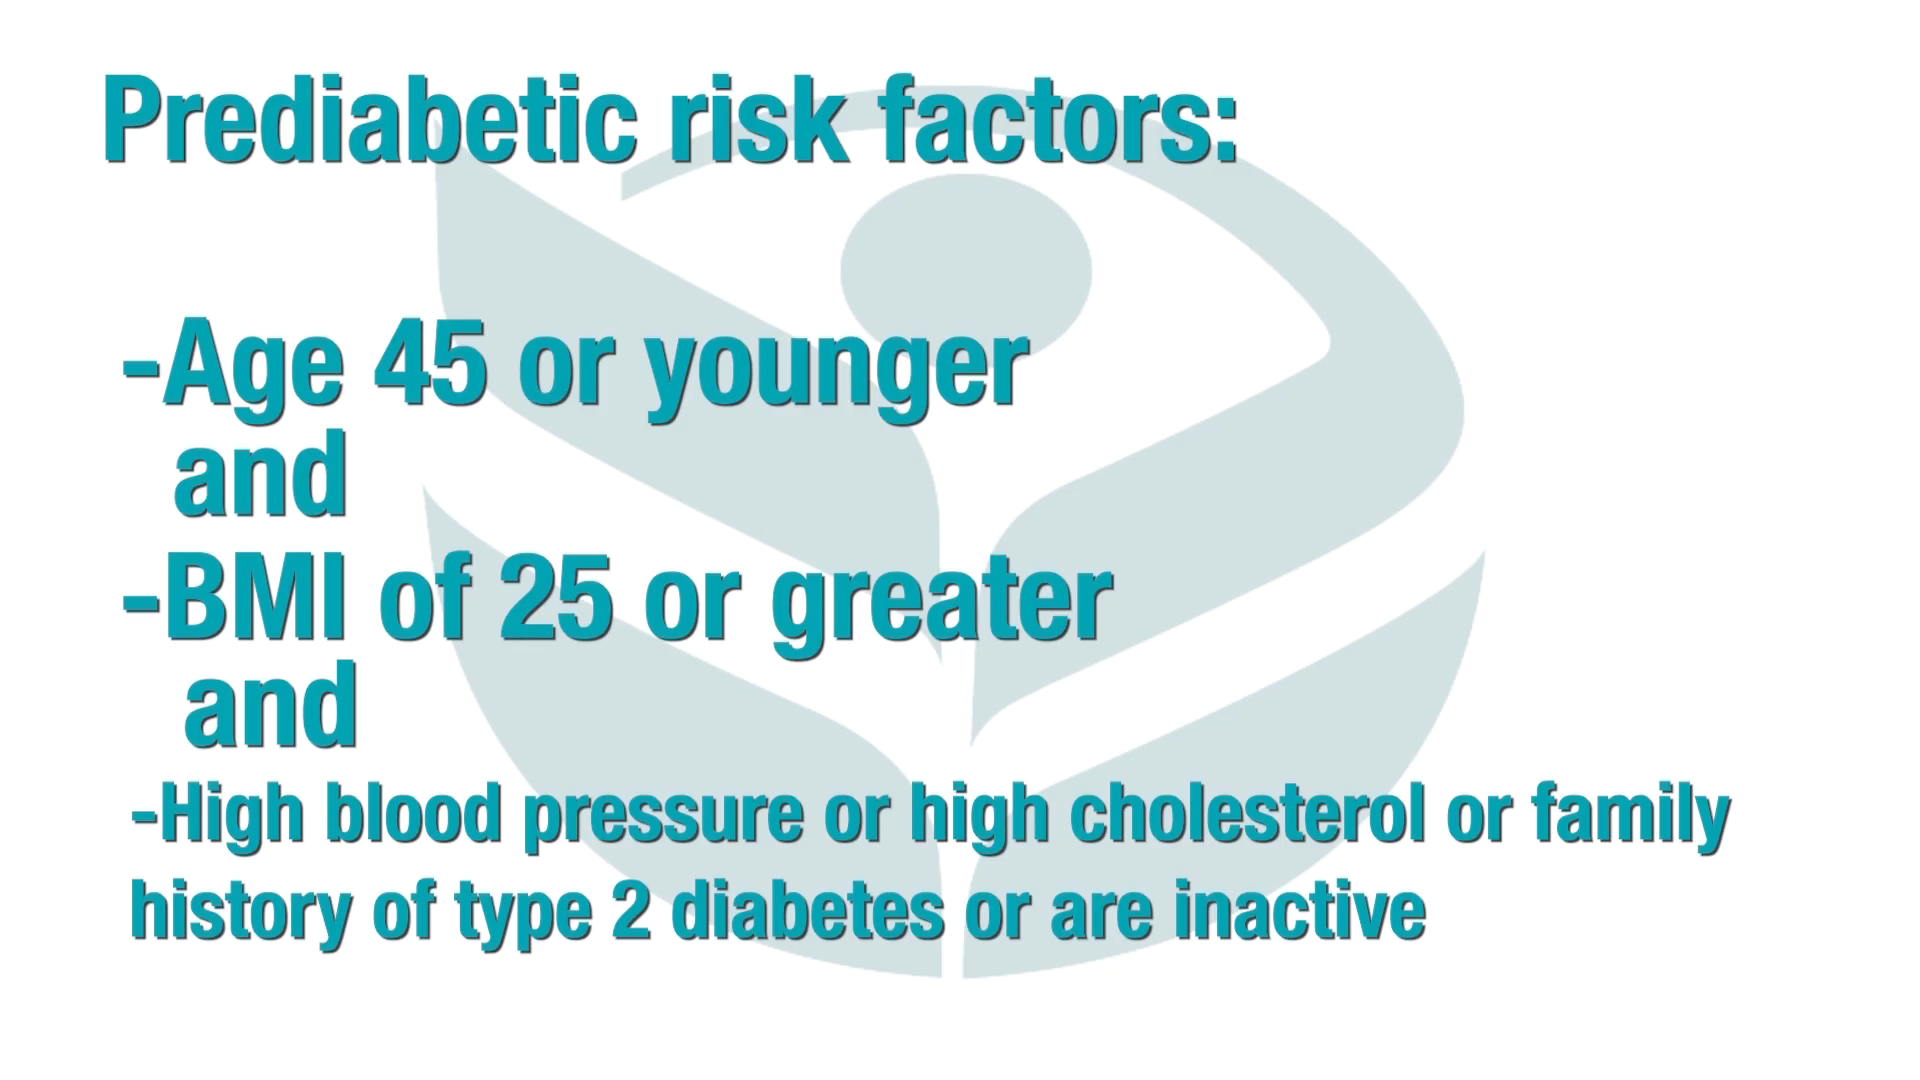 Prediabetic risk factors:
-Age 45 or younger
and
-BMI of 25 or greater
and
-High blood pressure or high cholesterol or family
history of type 2 diabetes or are inactive